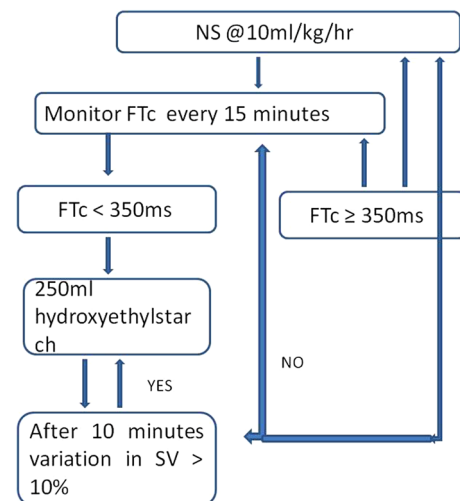 NS @10ml/kg/hr
Monitor FTc every 15 minutes
FTc < 350ms
FTc ≥ 350ms
250ml
hydroxyethylstar
ch
YES
NO
After 10 minutes
variation in SV >
10%